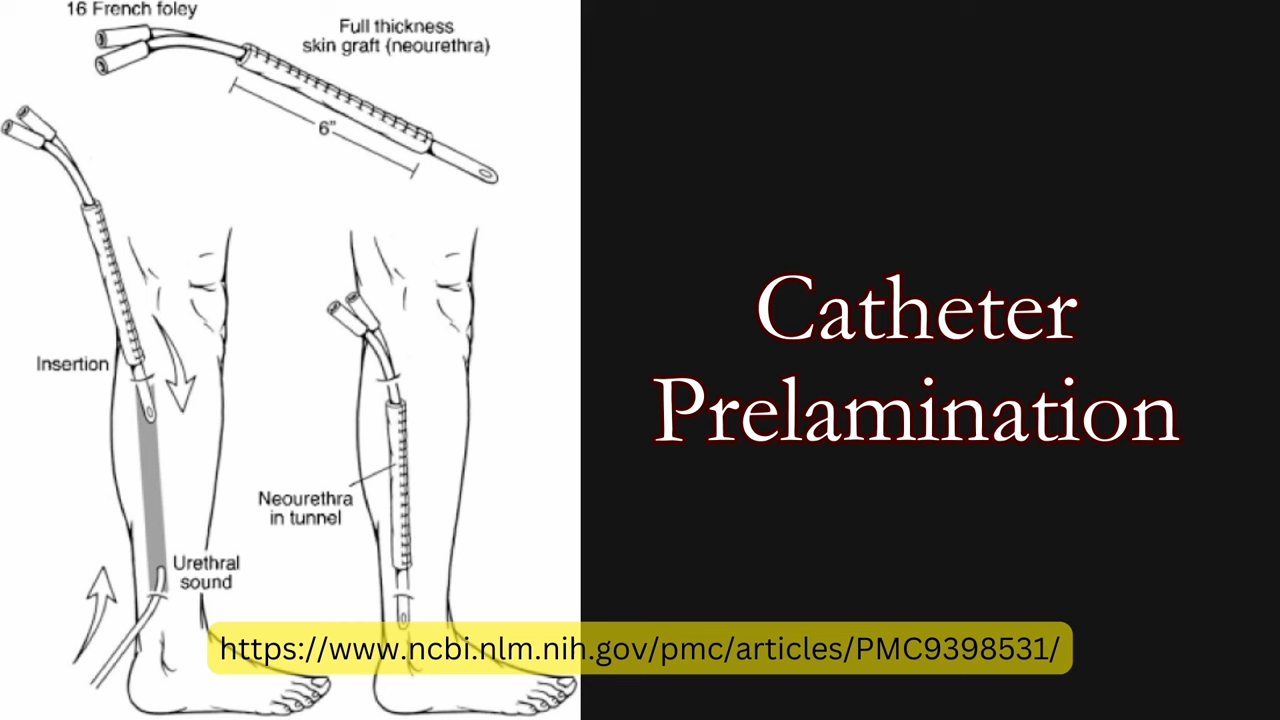 16 French foley
Full thickness
skin graft (neourethra)
6"
Insertion
Neourethra
in tunnel
Urethral
sound
Catheter
Prelamination
https://www.ncbi.nlm.nih.gov/pmc/articles/PMC9398531/